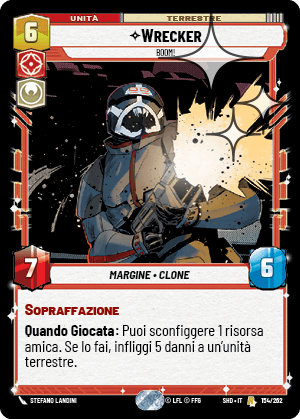 UNITÀ
TERRESTRE
6
WRECKER
BOOM!
7
6
MARGINE • CLONE
SOPRAFFAZIONE
Quando Giocata: Puoi sconfiggere 1 risorsa
amica. Se lo fai, infliggi 5 danni a un'unità
terrestre.
STEFANO LANDINI
© LFL © FFG
SHD • IT
154/262